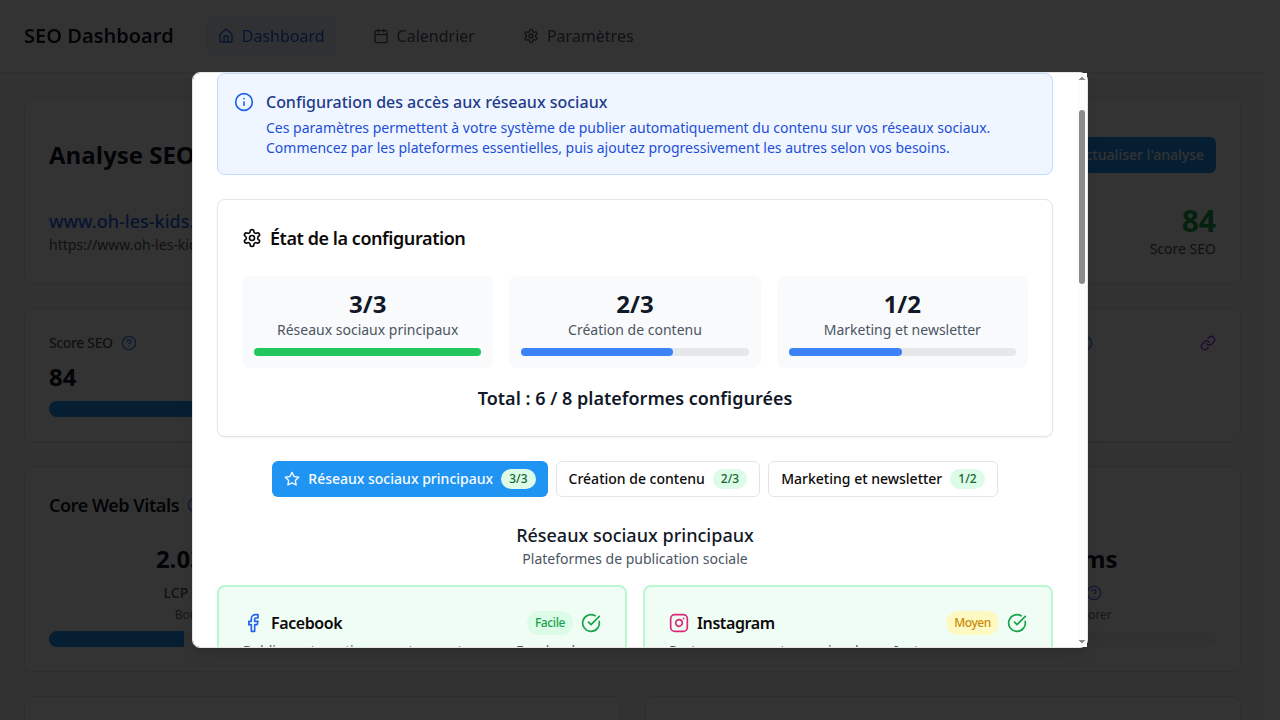 SEO Dashboard
Dashboard
Calendrier
Paramètres
Analyse SEO
ctualiser l'analyse
www.oh-les-kids.
https://www.oh-les-kid
84
Score SEO
Score SEO
84
Core Web Vitals
2.0
LCP
Bo
ms
orer
Configuration des accès aux réseaux sociaux
Ces paramètres permettent à votre système de publier automatiquement du contenu sur vos réseaux sociaux.
Commencez par les plateformes essentielles, puis ajoutez progressivement les autres selon vos besoins.
État de la configuration
3/3
Réseaux sociaux principaux
2/3
Création de contenu
1/2
Marketing et newsletter
Total : 6 / 8 plateformes configurées
Réseaux sociaux principaux 3/3
Création de contenu 2/3
Marketing et newsletter 1/2
Réseaux sociaux principaux
Plateformes de publication sociale
Facebook
Facile
Instagram
Moyen